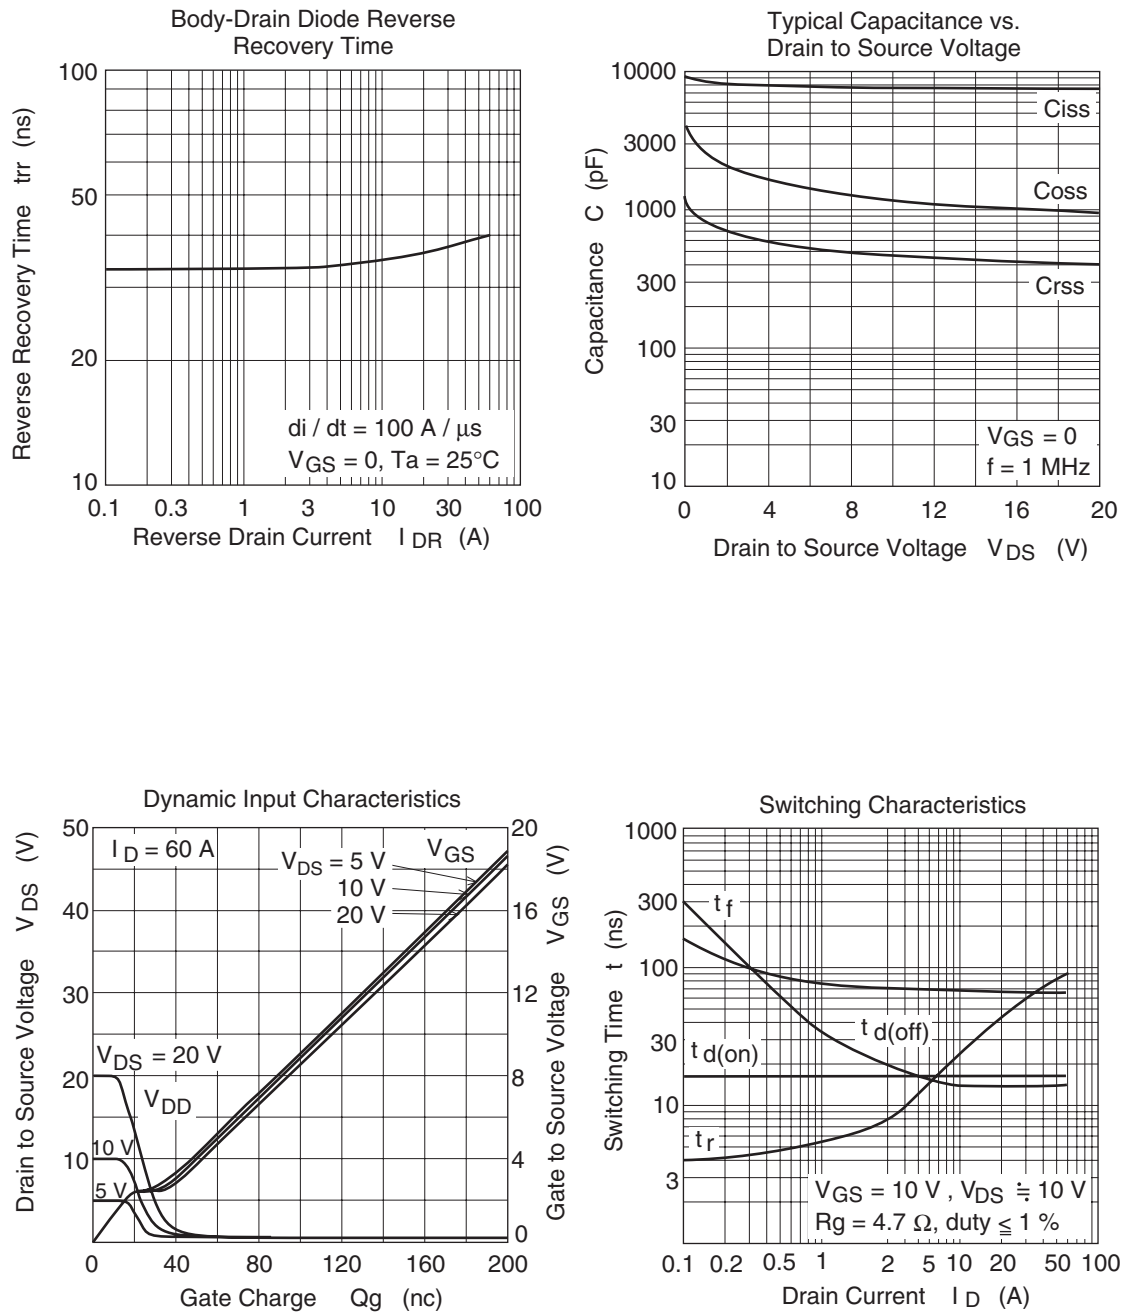 Body-Drain Diode Reverse
Recovery Time
100
50
20
10
Reverse Recovery Time trr (ns)
di / dt = 100 A / μs
VGS = 0, Ta = 25°C
0.1 0.3 1 3 10 30 100
Reverse Drain Current I DR (A)
Typical Capacitance vs.
Drain to Source Voltage
10000
3000
1000
300
100
30
10
Capacitance C (pF)
Ciss
Coss
Crss
VGS = 0
f = 1 MHz
0 4 8 12 16 20
Drain to Source Voltage VDS (V)
Dynamic Input Characteristics
50
40
30
20
10
0
Drain to Source Voltage VDS (V)
I D = 60 A
VGS
VDS = 5 V
10 V
20 V
VDS = 20 V
VDD
10 V
5 V
20
16
12
8
4
0
Gate to Source Voltage VGS (V)
0 40 80 120 160 200
Gate Charge Qg (nc)
Switching Characteristics
1000
300
100
30
10
3
Switching Time t (ns)
t f
t d(off)
t d(on)
t r
VGS = 10 V , VDS ≒ 10 V
Rg = 4.7 Ω, duty ≦ 1 %
0.1 0.2 0.5 1 2 5 10 20 50 100
Drain Current I D (A)